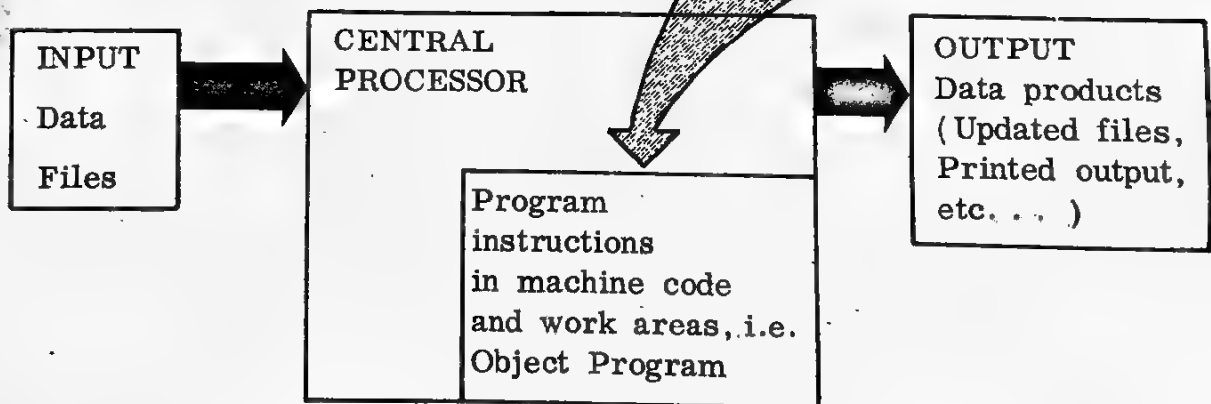 INPUT
Data
Files
CENTRAL
PROCESSOR
Program
instructions
in machine code
and work areas, i.e.
Object Program
OUTPUT
Data products
(Updated files,
Printed output,
etc. . . )